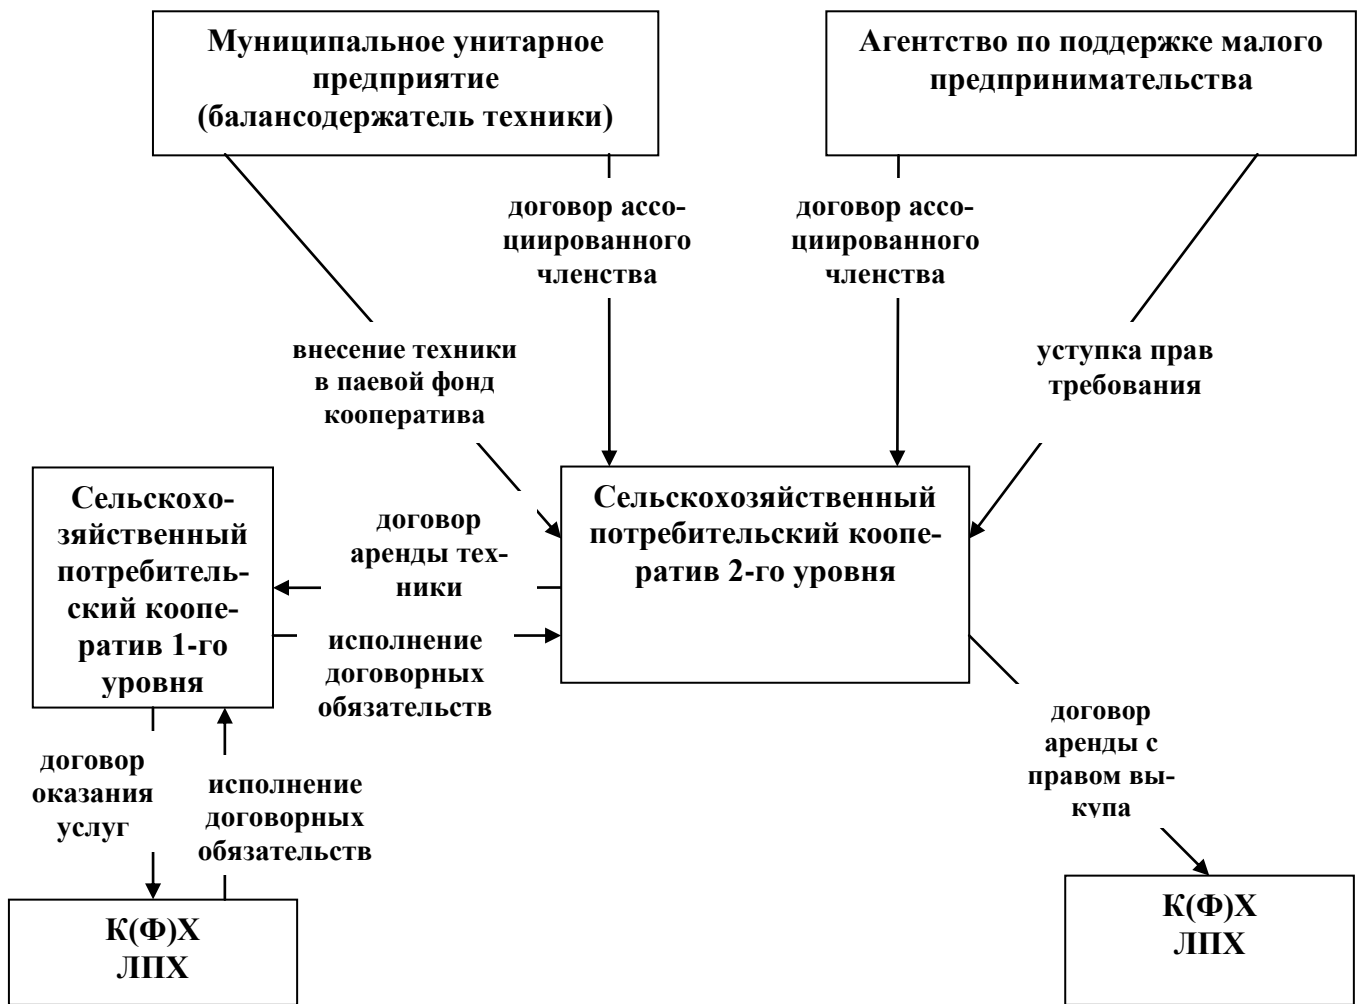 Муниципальное унитарное
предприятие
(балансодержатель техники)
Агентство по поддержке малого
предпринимательства
договор ассо-
циированного
членства
договор ассо-
циированного
членства
внесение техники
в паевой фонд
кооператива
уступка прав
требования
Сельскохо-
зяйственный
потребитель-
ский коопе-
ратив 1-го
уровня
договор
аренды тех-
ники
исполнение
договорных
обязательств
Сельскохозяйственный
потребительский коопе-
ратив 2-го уровня
договор
оказания
услуг
исполнение
договорных
обязательств
договор
аренды с
правом вы-
купа
К(Ф)Х
ЛПХ
К(Ф)Х
ЛПХ